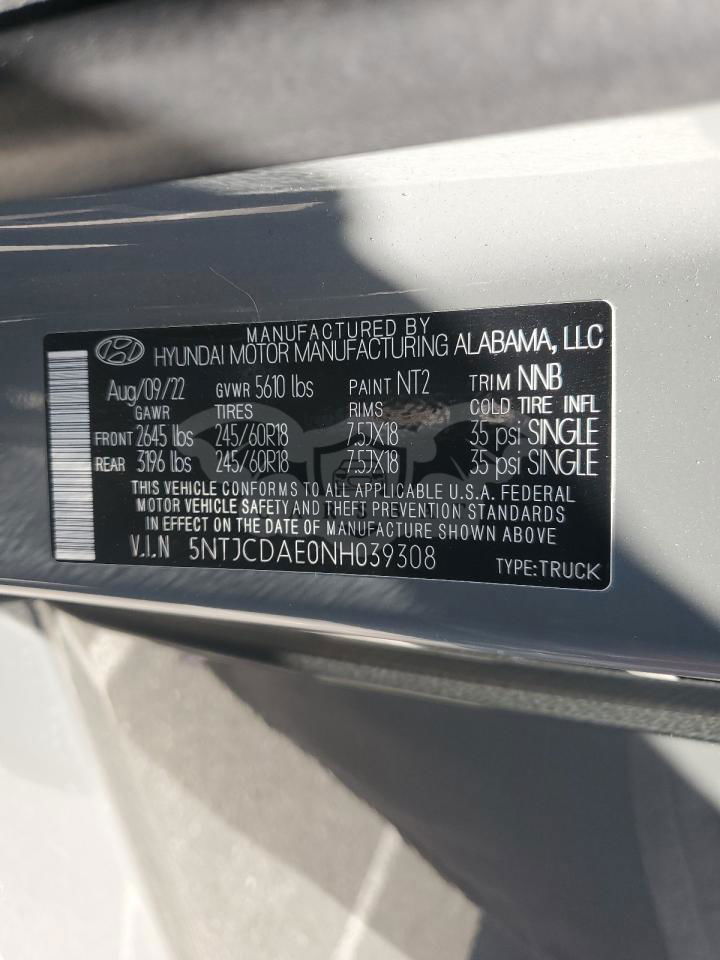 MANUFACTURED BY
HYUNDAI MOTOR MANUFACTURING ALABAMA, LLC
Aug/09/22 GVWR 5610 lbs PAINT NT2 TRIM NNB
GAWR TIRES RIMS COLD TIRE INFL
FRONT 2645 lbs 245/60R18 7.5JX18 35 psi SINGLE
REAR 3196 lbs 245/60R18 7.5JX18 35 psi SINGLE
THIS VEHICLE CONFORMS TO ALL APPLICABLE U.S.A. FEDERAL
MOTOR VEHICLE SAFETY AND THEFT PREVENTION STANDARDS
IN EFFECT ON THE DATE OF MANUFACTURE SHOWN ABOVE
V.I.N 5NTJCDAE0NH039308 TYPE:TRUCK